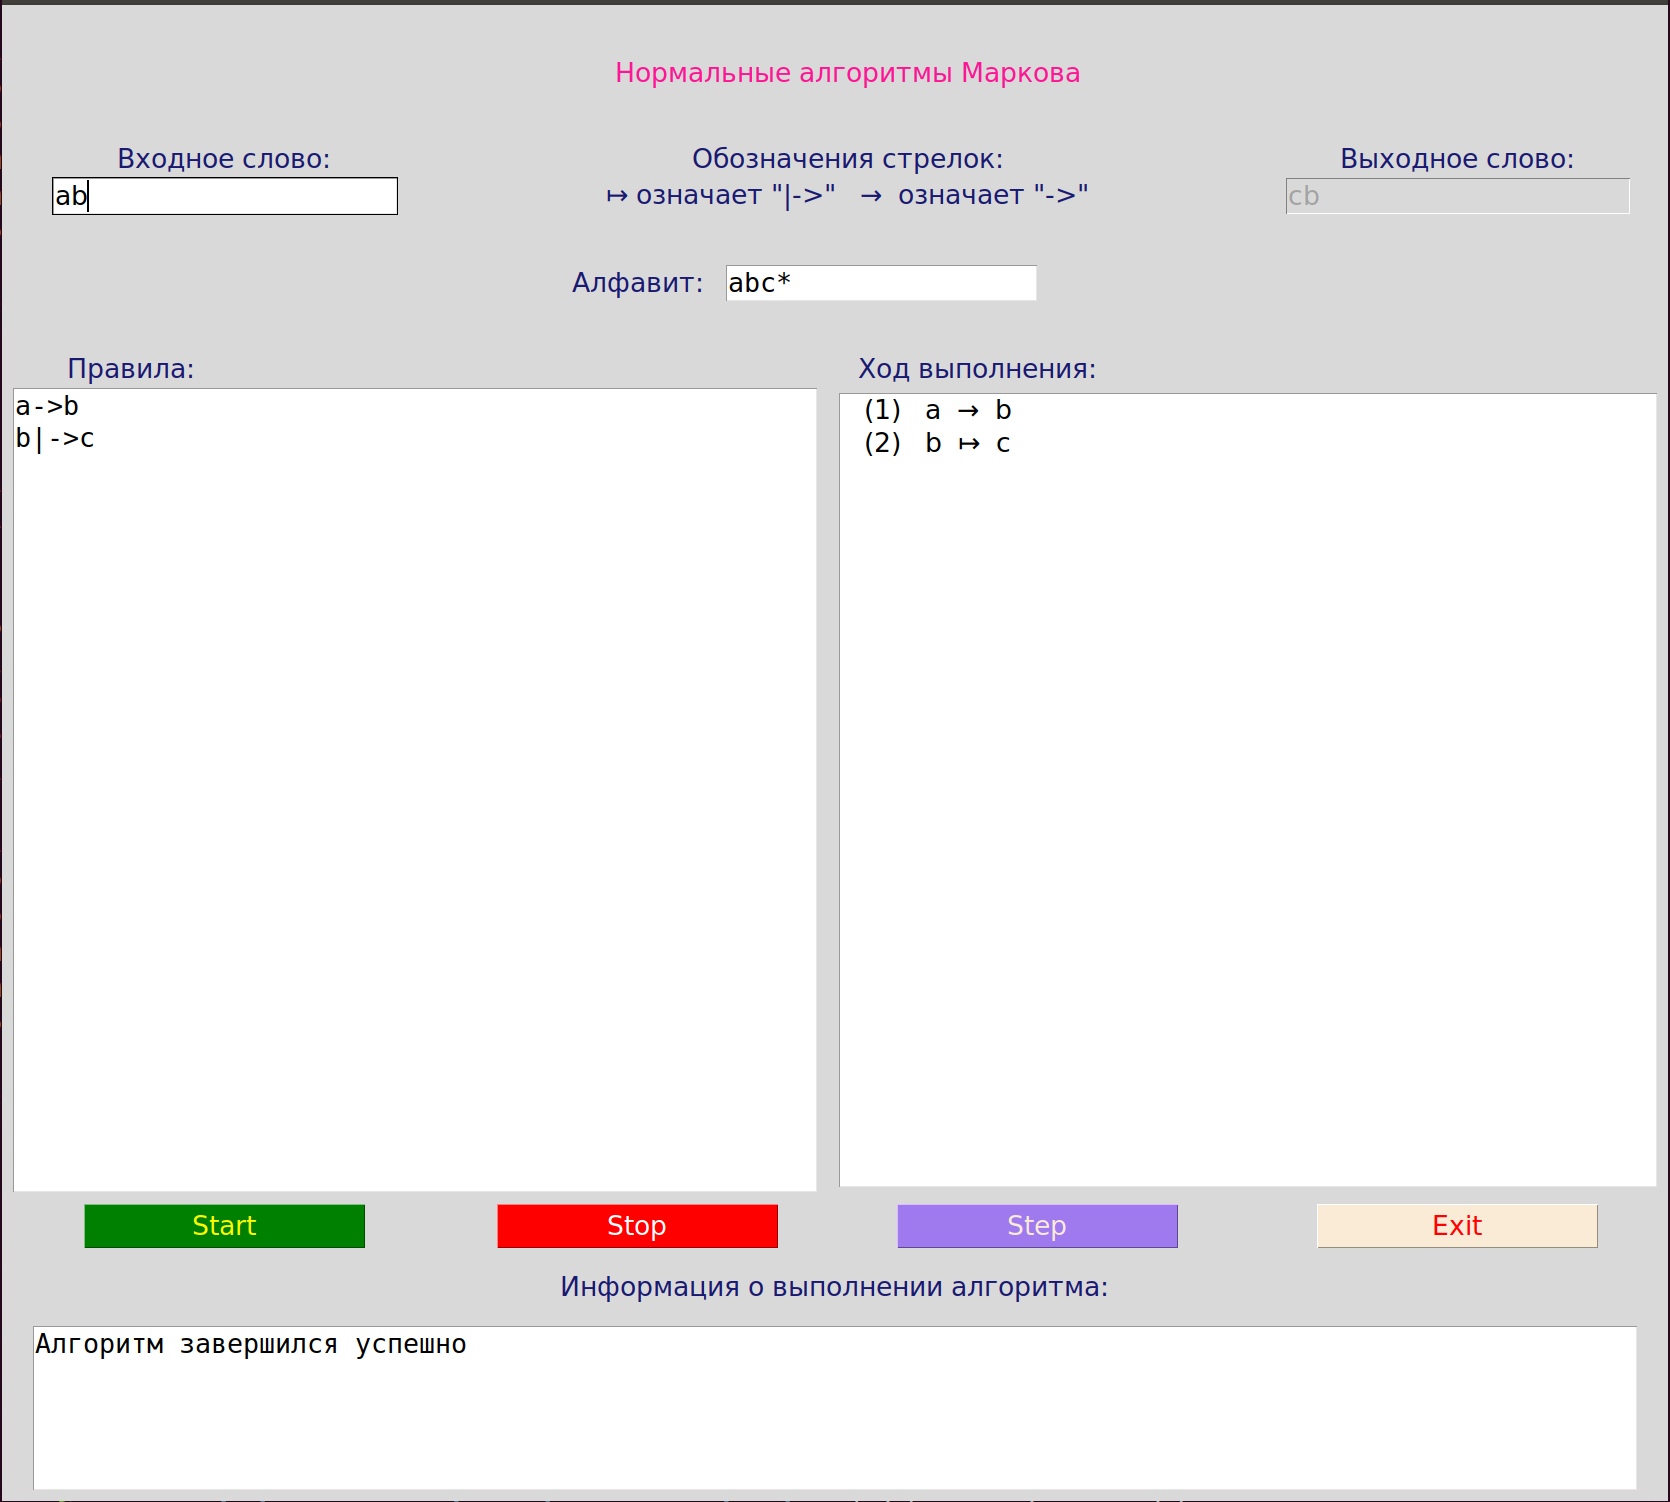 Нормальные алгоритмы Маркова
Входное слово:
Обозначения стрелок:
Выходное слово:
ab
↦ означает "|->"   →  означает "->"
cb
Алфавит:
abc*
Правила:
a->b
b|->c
Ход выполнения:
(1)   a  →  b
(2)   b  ↦  c
Start
Stop
Step
Exit
Информация о выполнении алгоритма:
Алгоритм завершился успешно